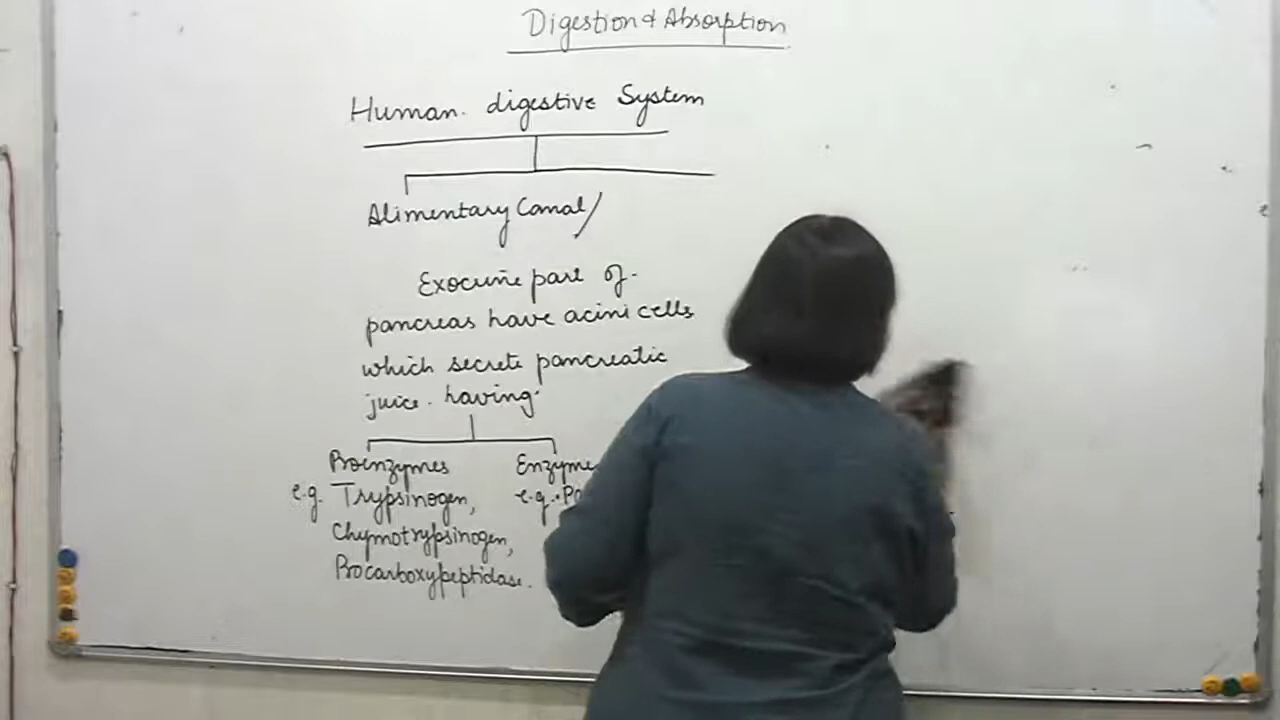 Digestion & Absorption
Human. digestive System
Alimentary Canal/
Exocrine part of
pancreas have acini cells
which secrete pancreatic
juice. having
Proenzymes
e.g. Trypsinogen,
Chymotrypsinogen,
Procarboxypeptidase.
Enzyme
e.g.